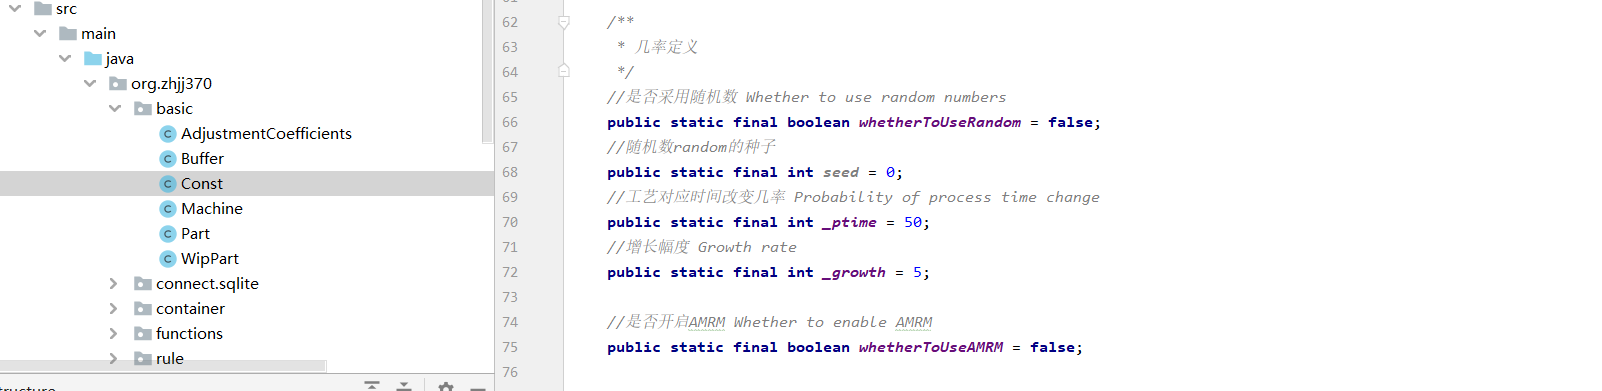 src
main
java
org.zhjj370
basic
AdjustmentCoefficients
Buffer
Const
Machine
Part
WipPart
connect.sqlite
container
functions
rule
62 /**
63 * 几率定义
64 */
65 //是否采用随机数 Whether to use random numbers
66 public static final boolean whetherToUseRandom = false;
67 //随机数random的种子
68 public static final int seed = 0;
69 //工艺对应时间改变几率 Probability of process time change
70 public static final int _ptime = 50;
71 //增长幅度 Growth rate
72 public static final int _growth = 5;
73
74 //是否开启AMRM Whether to enable AMRM
75 public static final boolean whetherToUseAMRM = false;
76